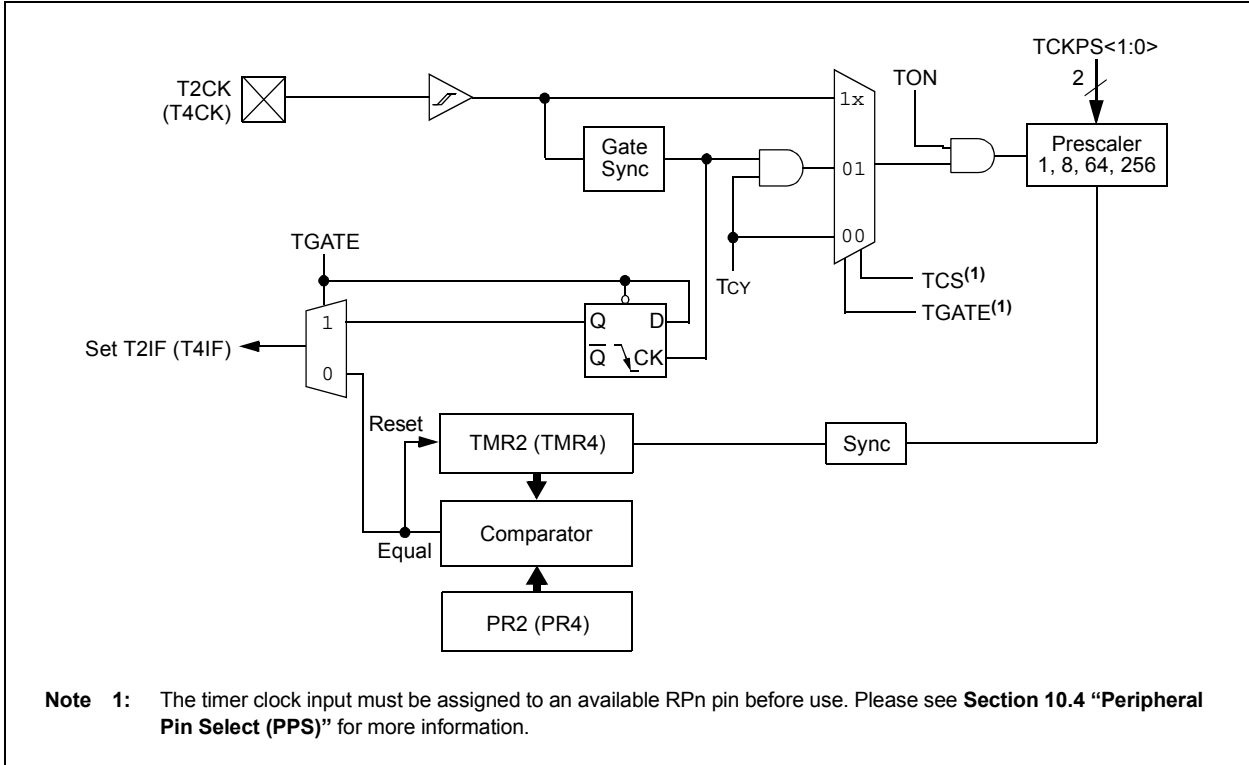 TCKPS<1:0>
2
T2CK
(T4CK)
TON
1x
Prescaler
1, 8, 64, 256
Gate
Sync
01
00
TGATE
TCY
TCS(1)
TGATE(1)
1
Q
D
Set T2IF (T4IF)
Q
CK
0
Reset
TMR2 (TMR4)
Sync
Equal
Comparator
PR2 (PR4)
Note 1: The timer clock input must be assigned to an available RPn pin before use. Please see Section 10.4 “Peripheral
Pin Select (PPS)” for more information.